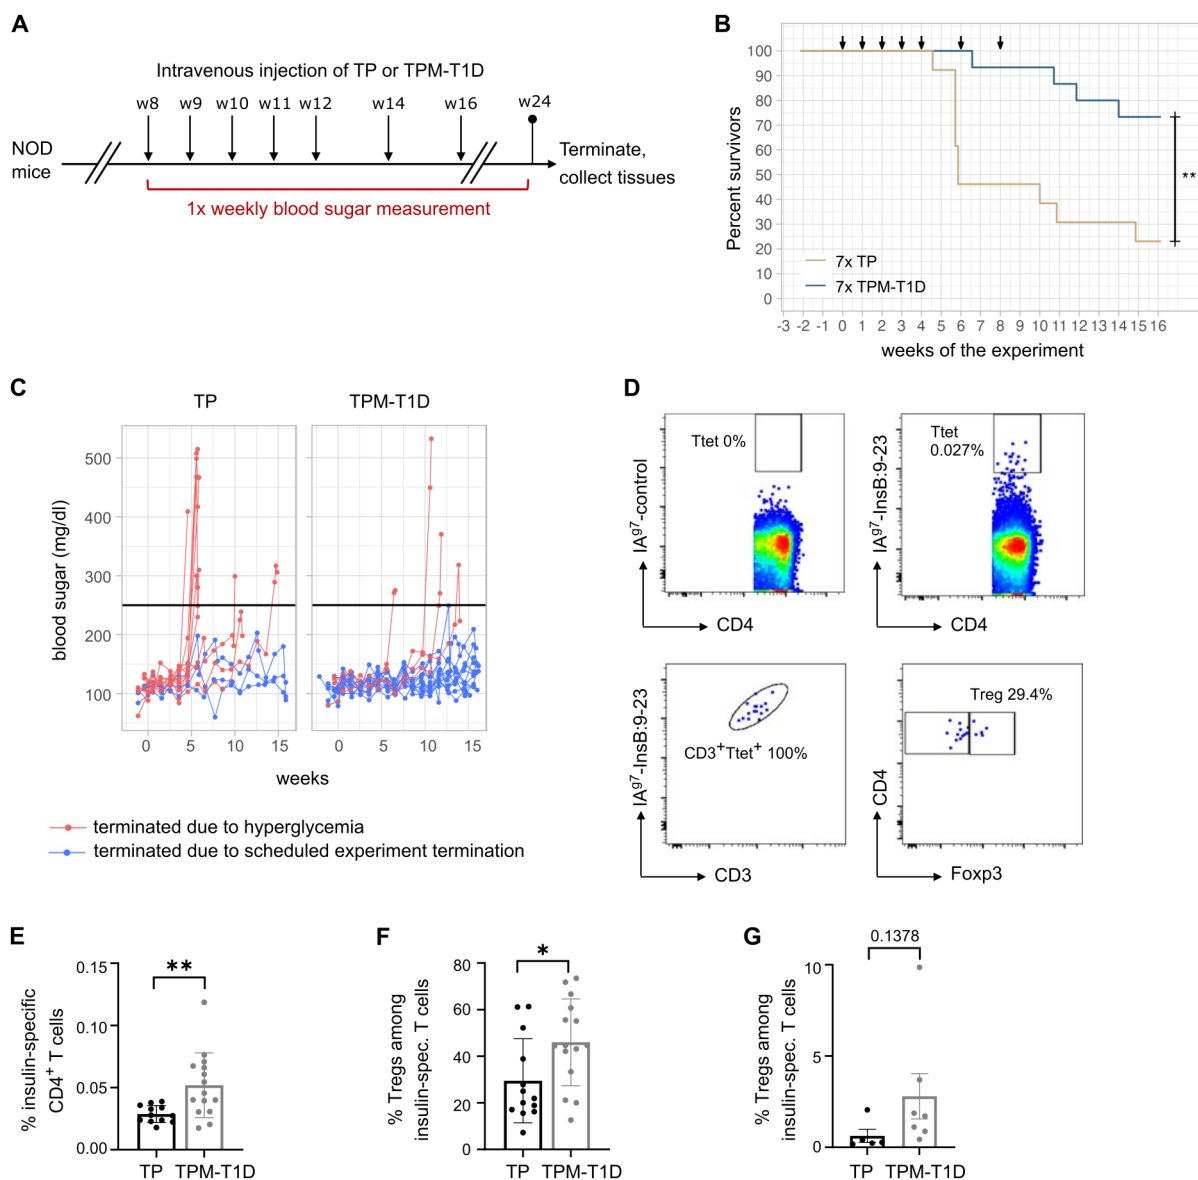 A
Intravenous injection of TP or TPM-T1D
w8 w9 w10 w11 w12 w14 w16 w24
NOD
mice
Terminate,
collect tissues
1x weekly blood sugar measurement
B
Percent survivors
100
90
80
70
60
50
40
30
20
10
0
**
7x TP
7x TPM-T1D
-3 -2 -1 0 1 2 3 4 5 6 7 8 9 10 11 12 13 14 15 16
weeks of the experiment
C
TP TPM-T1D
blood sugar (mg/dl)
500
400
300
200
100
0 5 10 15 0 5 10 15
weeks
terminated due to hyperglycemia
terminated due to scheduled experiment termination
D
IAg7-control
Ttet 0%
CD4
IAg7-InsB:9-23
Ttet
0.027%
CD4
IAg7-InsB:9-23
CD3+Ttet+ 100%
CD3
CD4
Treg 29.4%
Foxp3
E
% insulin-specific
CD4+ T cells
**
0.15
0.10
0.05
0.00
TP TPM-T1D
F
% Tregs among
insulin-spec. T cells
*
80
60
40
20
0
TP TPM-T1D
G
% Tregs among
insulin-spec. T cells
0.1378
10
5
0
TP TPM-T1D